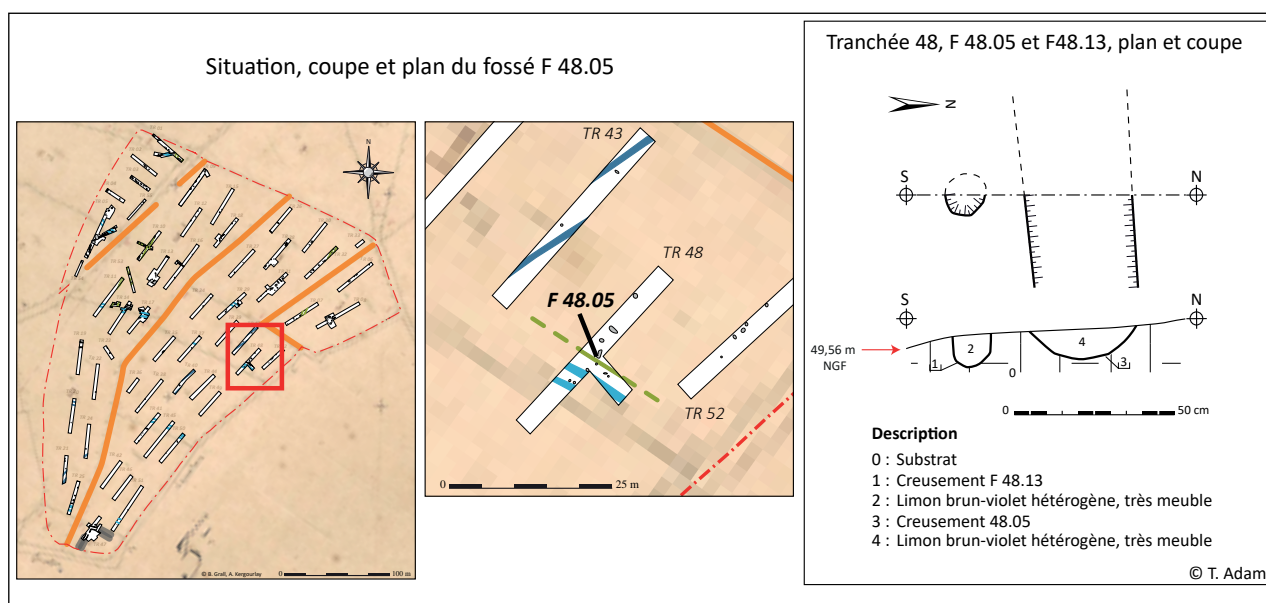 Situation, coupe et plan du fossé F 48.05
N
© B. Grall, A. Kergourlay
0 100 m
TR 43
TR 48
F 48.05
TR 52
0 25 m
Tranchée 48, F 48.05 et F48.13, plan et coupe
N
S N
S N
49,56 m
NGF
2
4
1
3
0
0 50 cm
Description
0 : Substrat
1 : Creusement F 48.13
2 : Limon brun-violet hétérogène, très meuble
3 : Creusement 48.05
4 : Limon brun-violet hétérogène, très meuble
© T. Adam